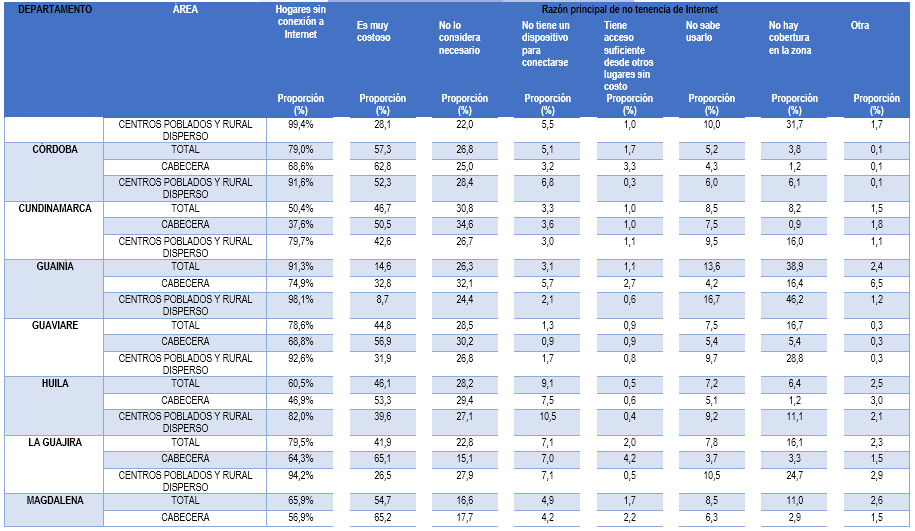 DEPARTAMENTO ÁREA Hogares sin conexión a Internet Razón principal de no tenencia de Internet
Es muy costoso No lo considera necesario No tiene un dispositivo para conectarse Tiene acceso suficiente desde otros lugares sin costo No sabe usarlo No hay cobertura en la zona Otra
Proporción (%) Proporción (%) Proporción (%) Proporción (%) Proporción (%) Proporción (%) Proporción (%) Proporción (%)
CENTROS POBLADOS Y RURAL DISPERSO 99,4% 28,1 22,0 5,5 1,0 10,0 31,7 1,7
CÓRDOBA TOTAL 79,0% 57,3 26,8 5,1 1,7 5,2 3,8 0,1
CABECERA 68,6% 62,8 25,0 3,2 3,3 4,3 1,2 0,1
CENTROS POBLADOS Y RURAL DISPERSO 91,6% 52,3 28,4 6,8 0,3 6,0 6,1 0,1
CUNDINAMARCA TOTAL 50,4% 46,7 30,8 3,3 1,0 8,5 8,2 1,5
CABECERA 37,6% 50,5 34,6 3,6 1,0 7,5 0,9 1,8
CENTROS POBLADOS Y RURAL DISPERSO 79,7% 42,6 26,7 3,0 1,1 9,5 16,0 1,1
GUAINÍA TOTAL 91,3% 14,6 26,3 3,1 1,1 13,6 38,9 2,4
CABECERA 74,9% 32,8 32,1 5,7 2,7 4,2 16,4 6,5
CENTROS POBLADOS Y RURAL DISPERSO 98,1% 8,7 24,4 2,1 0,6 16,7 46,2 1,2
GUAVIARE TOTAL 78,6% 44,8 28,5 1,3 0,9 7,5 16,7 0,3
CABECERA 68,8% 56,9 30,2 0,9 0,9 5,4 5,4 0,3
CENTROS POBLADOS Y RURAL DISPERSO 92,6% 31,9 26,8 1,7 0,8 9,7 28,8 0,3
HUILA TOTAL 60,5% 46,1 28,2 9,1 0,5 7,2 6,4 2,5
CABECERA 46,9% 53,3 29,4 7,5 0,6 5,1 1,2 3,0
CENTROS POBLADOS Y RURAL DISPERSO 82,0% 39,6 27,1 10,5 0,4 9,2 11,1 2,1
LA GUAJIRA TOTAL 79,5% 41,9 22,8 7,1 2,0 7,8 16,1 2,3
CABECERA 64,3% 65,1 15,1 7,0 4,2 3,7 3,3 1,5
CENTROS POBLADOS Y RURAL DISPERSO 94,2% 26,5 27,9 7,1 0,5 10,5 24,7 2,9
MAGDALENA TOTAL 65,9% 54,7 16,6 4,9 1,7 8,5 11,0 2,6
CABECERA 56,9% 65,2 17,7 4,2 2,2 6,3 2,9 1,5